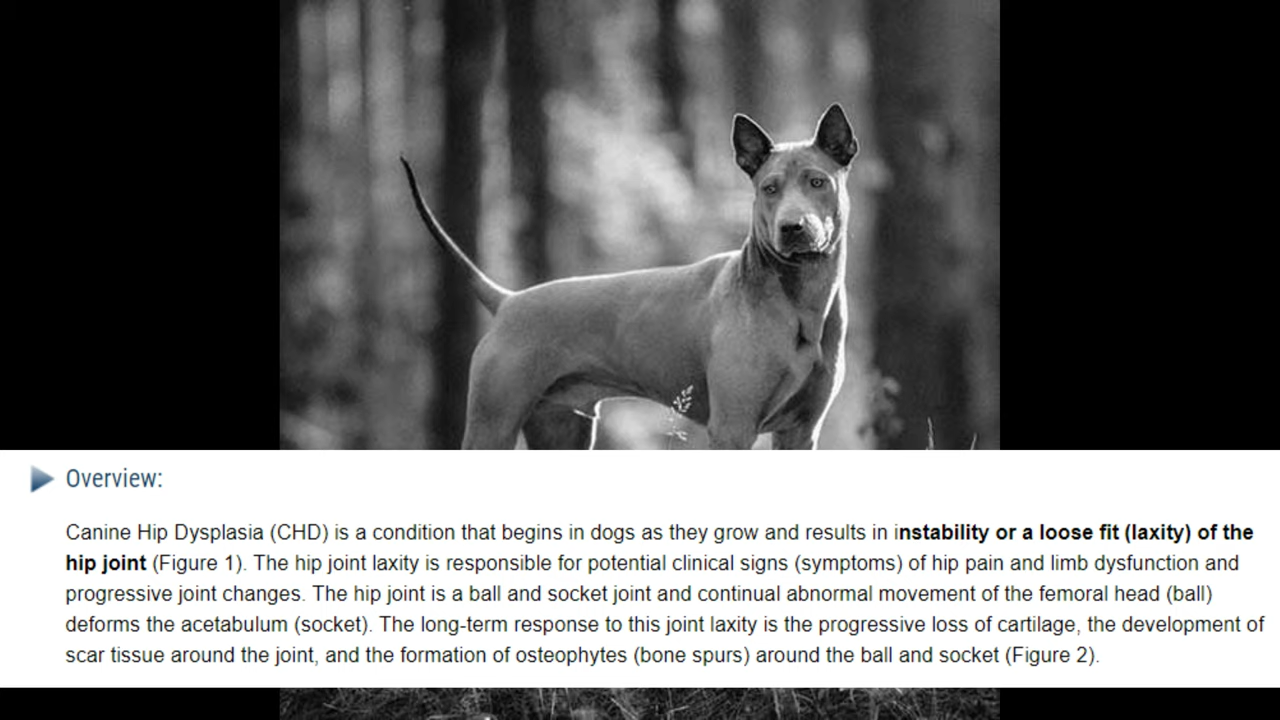 Overview:
Canine Hip Dysplasia (CHD) is a condition that begins in dogs as they grow and results in instability or a loose fit (laxity) of the
hip joint (Figure 1). The hip joint laxity is responsible for potential clinical signs (symptoms) of hip pain and limb dysfunction and
progressive joint changes. The hip joint is a ball and socket joint and continual abnormal movement of the femoral head (ball)
deforms the acetabulum (socket). The long-term response to this joint laxity is the progressive loss of cartilage, the development of
scar tissue around the joint, and the formation of osteophytes (bone spurs) around the ball and socket (Figure 2).